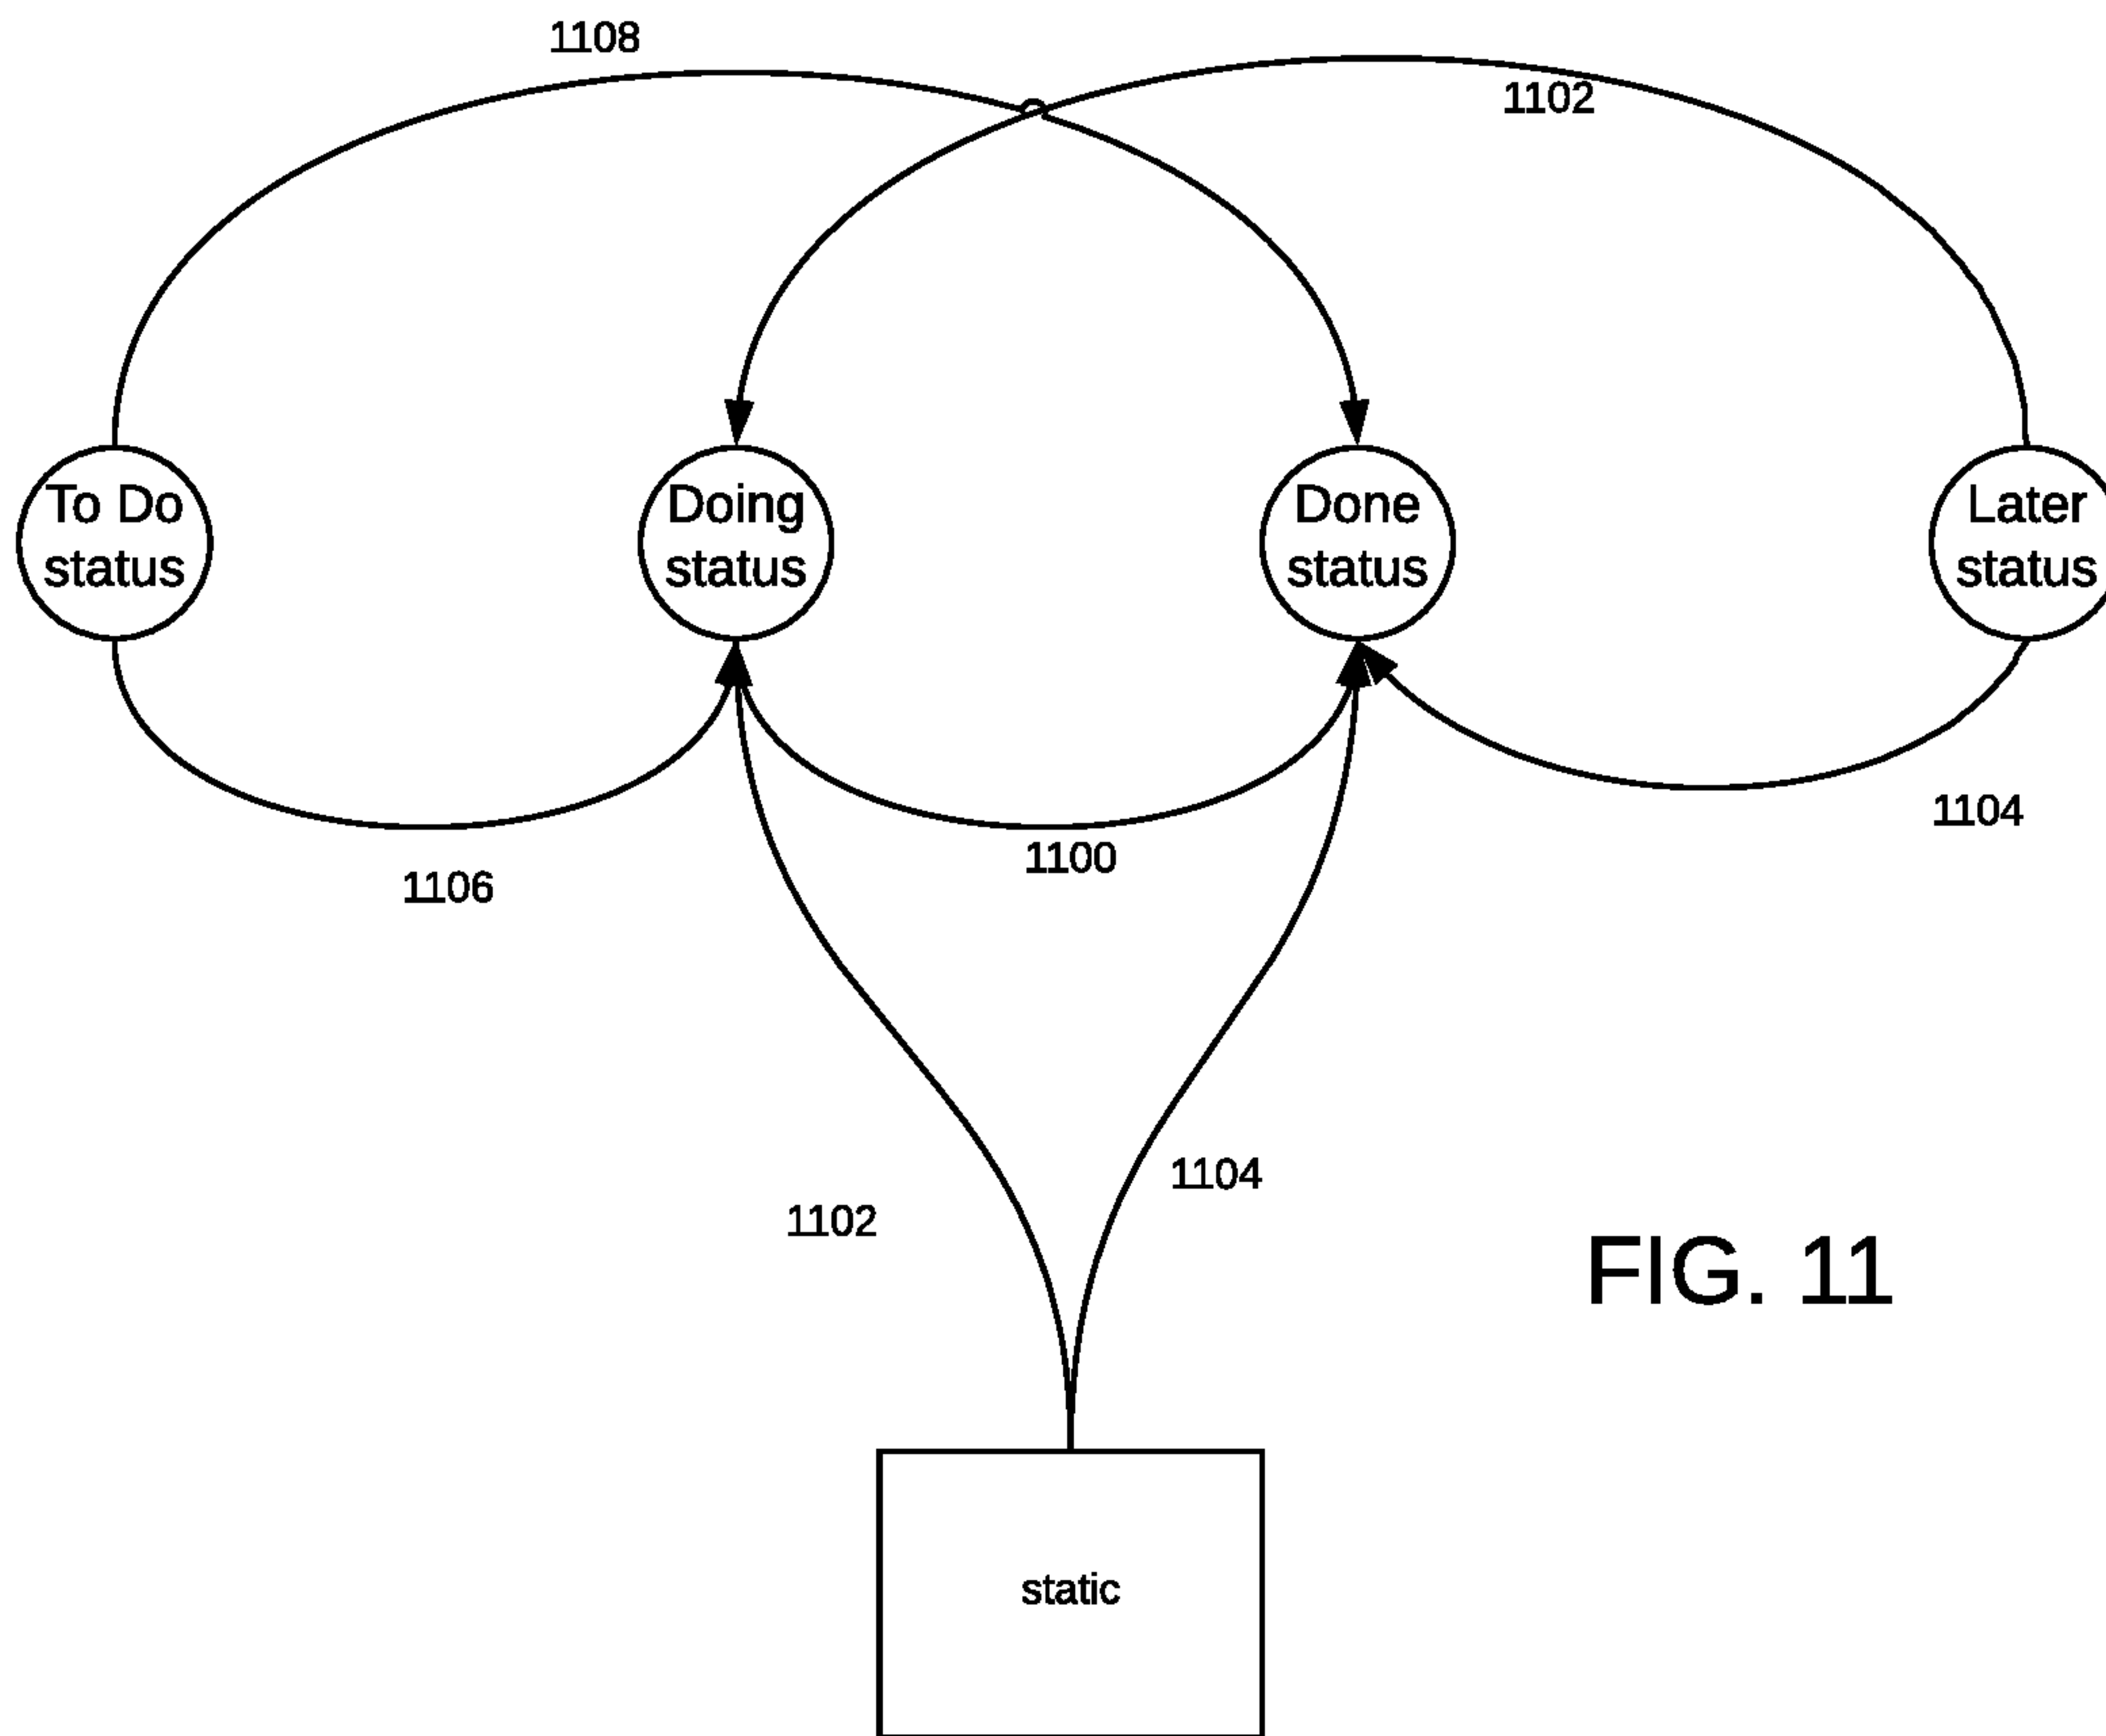 1108
1102
To Do
status
Doing
status
Done
status
Later
status
1104
1100
1106
1104
1102
FIG. 11
static